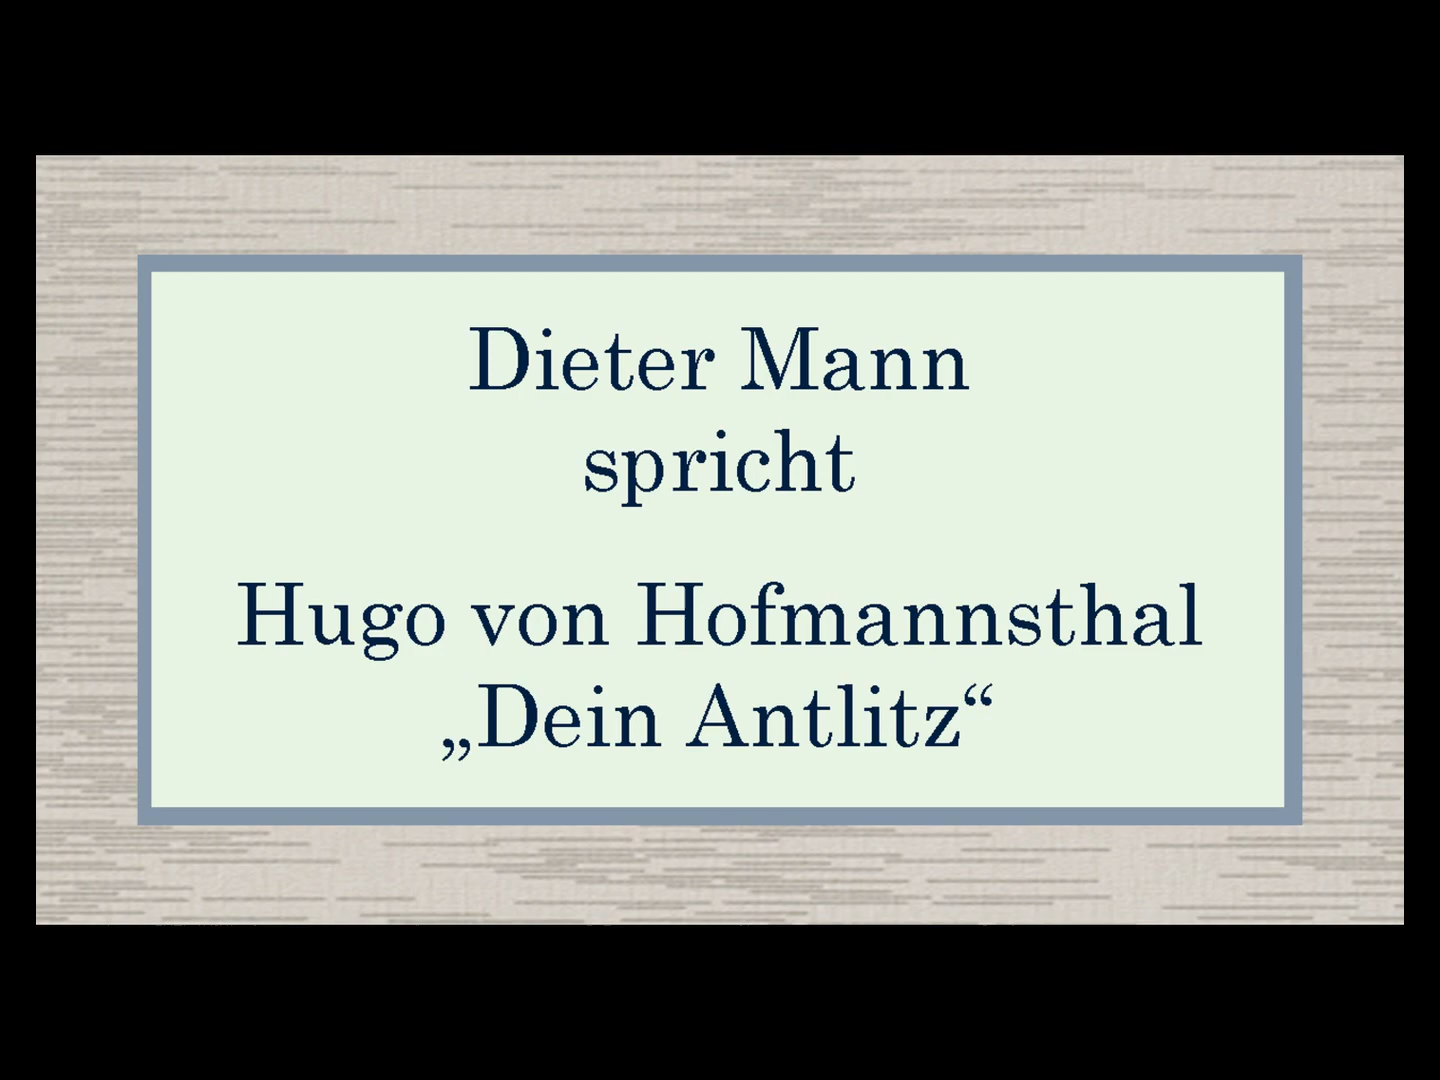 Dieter Mann
spricht
Hugo von Hofmannsthal
„Dein Antlitz“